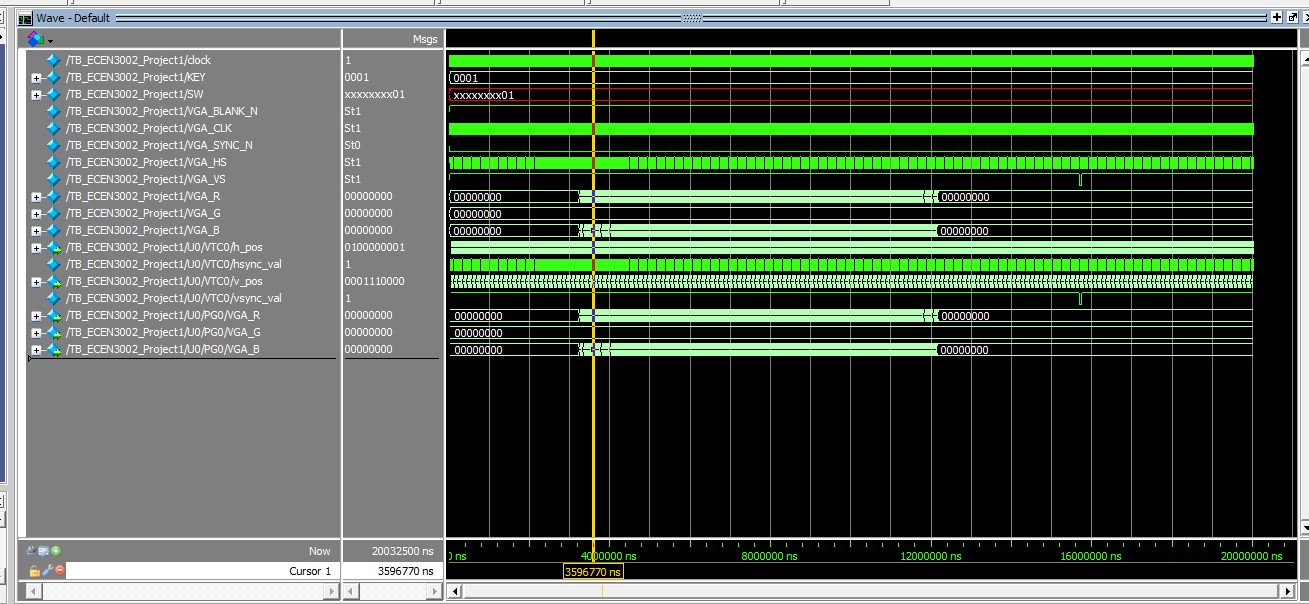 Wave - Default
Msgs
/TB_ECEN3002_Project1/clock 1
/TB_ECEN3002_Project1/KEY 0001 0001
/TB_ECEN3002_Project1/SW xxxxxxxx01 xxxxxxxx01
/TB_ECEN3002_Project1/VGA_BLANK_N St1
/TB_ECEN3002_Project1/VGA_CLK St1
/TB_ECEN3002_Project1/VGA_SYNC_N St0
/TB_ECEN3002_Project1/VGA_HS St1
/TB_ECEN3002_Project1/VGA_VS St1
/TB_ECEN3002_Project1/VGA_R 00000000 00000000 00000000
/TB_ECEN3002_Project1/VGA_G 00000000 00000000
/TB_ECEN3002_Project1/VGA_B 00000000 00000000 00000000
/TB_ECEN3002_Project1/U0/VTC0/h_pos 0100000001
/TB_ECEN3002_Project1/U0/VTC0/hsync_val 1
/TB_ECEN3002_Project1/U0/VTC0/v_pos 0001110000
/TB_ECEN3002_Project1/U0/VTC0/vsync_val 1
/TB_ECEN3002_Project1/U0/PG0/VGA_R 00000000 00000000 00000000
/TB_ECEN3002_Project1/U0/PG0/VGA_G 00000000 00000000
/TB_ECEN3002_Project1/U0/PG0/VGA_B 00000000 00000000 00000000
Now 20032500 ns 0 ns 4000000 ns 8000000 ns 12000000 ns 16000000 ns 20000000 ns
Cursor 1 3596770 ns 3596770 ns